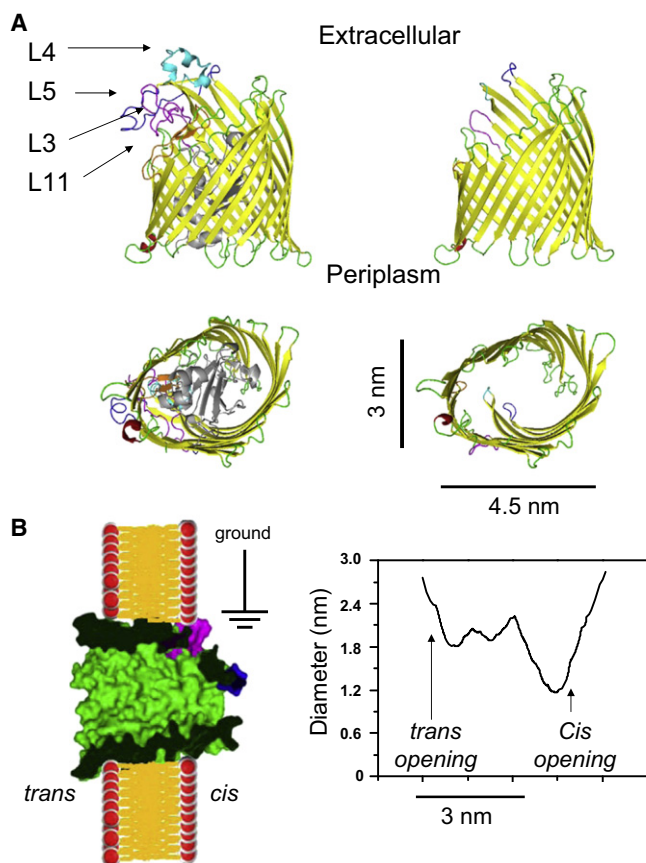 A
L4
Extracellular
L5
L3
L11
Periplasm
3 nm
4.5 nm
B
ground
trans
cis
Diameter (nm)
3.0
2.4
1.8
1.2
0.6
0
trans
opening
Cis
opening
3 nm